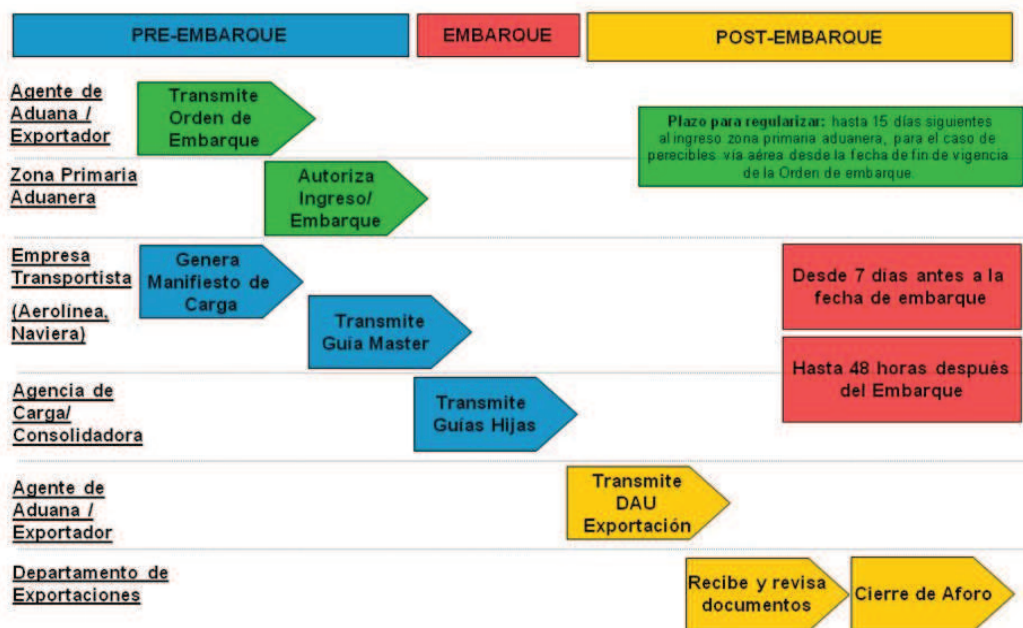 PRE-EMBARQUE
EMBARQUE
POST-EMBARQUE
Agente de
Aduana /
Exportador
Transmite
Orden de
Embarque
Plazo para regularizar: hasta 15 días siguientes
al ingreso zona primaria aduanera, para el caso de
perecibles vía aérea desde la fecha de fin de vigencia
de la Orden de embarque.
Zona Primaria
Aduanera
Autoriza
Ingreso/
Embarque
Empresa
Transportista
(Aerolínea,
Naviera)
Genera
Manifiesto de
Carga
Transmite
Guía Master
Desde 7 días antes a la
fecha de embarque
Hasta 48 horas después
del Embarque
Agencia de
Carga/
Consolidadora
Transmite
Guías Hijas
Agente de
Aduana /
Exportador
Transmite
DAU
Exportación
Departamento de
Exportaciones
Recibe y revisa
documentos
Cierre de Aforo